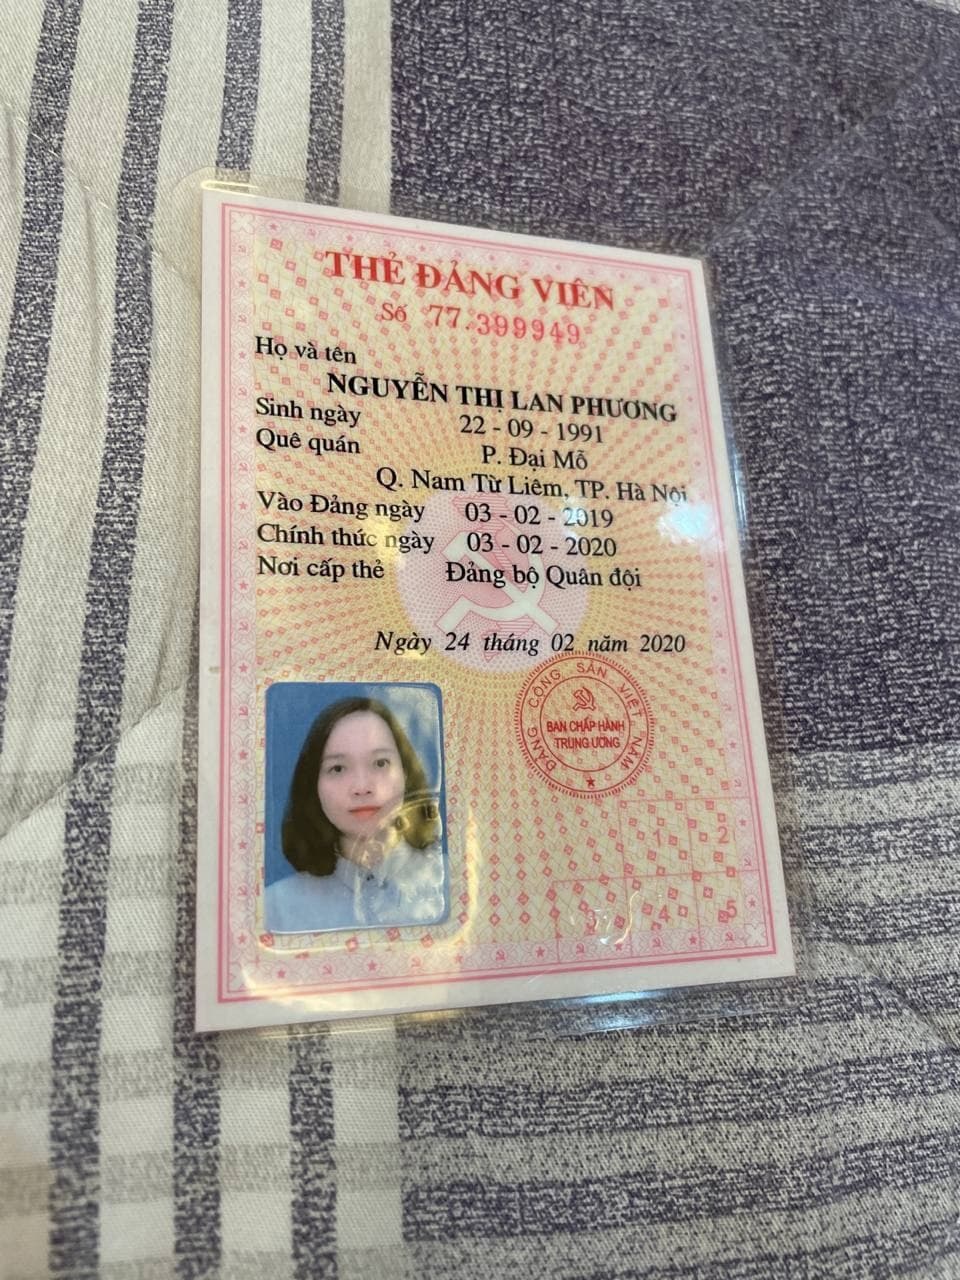 THẺ ĐẢNG VIÊN
Số 77.399949
Họ và tên
NGUYỄN THỊ LAN PHƯƠNG
Sinh ngày 22 - 09 - 1991
Quê quán P. Đại Mỗ
Q. Nam Từ Liêm, TP. Hà Nội
Vào Đảng ngày 03 - 02 - 2019
Chính thức ngày 03 - 02 - 2020
Nơi cấp thẻ Đảng bộ Quân đội
Ngày 24 tháng 02 năm 2020
ĐẢNG CỘNG SẢN VIỆT NAM
BAN CHẤP HÀNH
TRUNG ƯƠNG
1 2
3 4 5